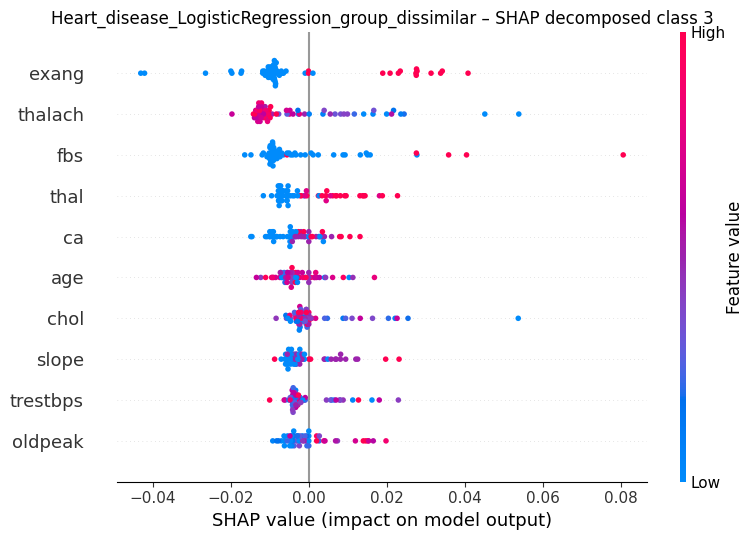 Heart_disease_LogisticRegression_group_dissimilar – SHAP decomposed class 3
High
exang
thalach
fbs
thal
ca
age
chol
slope
trestbps
oldpeak
Feature value
Low
−0.04 −0.02 0.00 0.02 0.04 0.06 0.08
SHAP value (impact on model output)